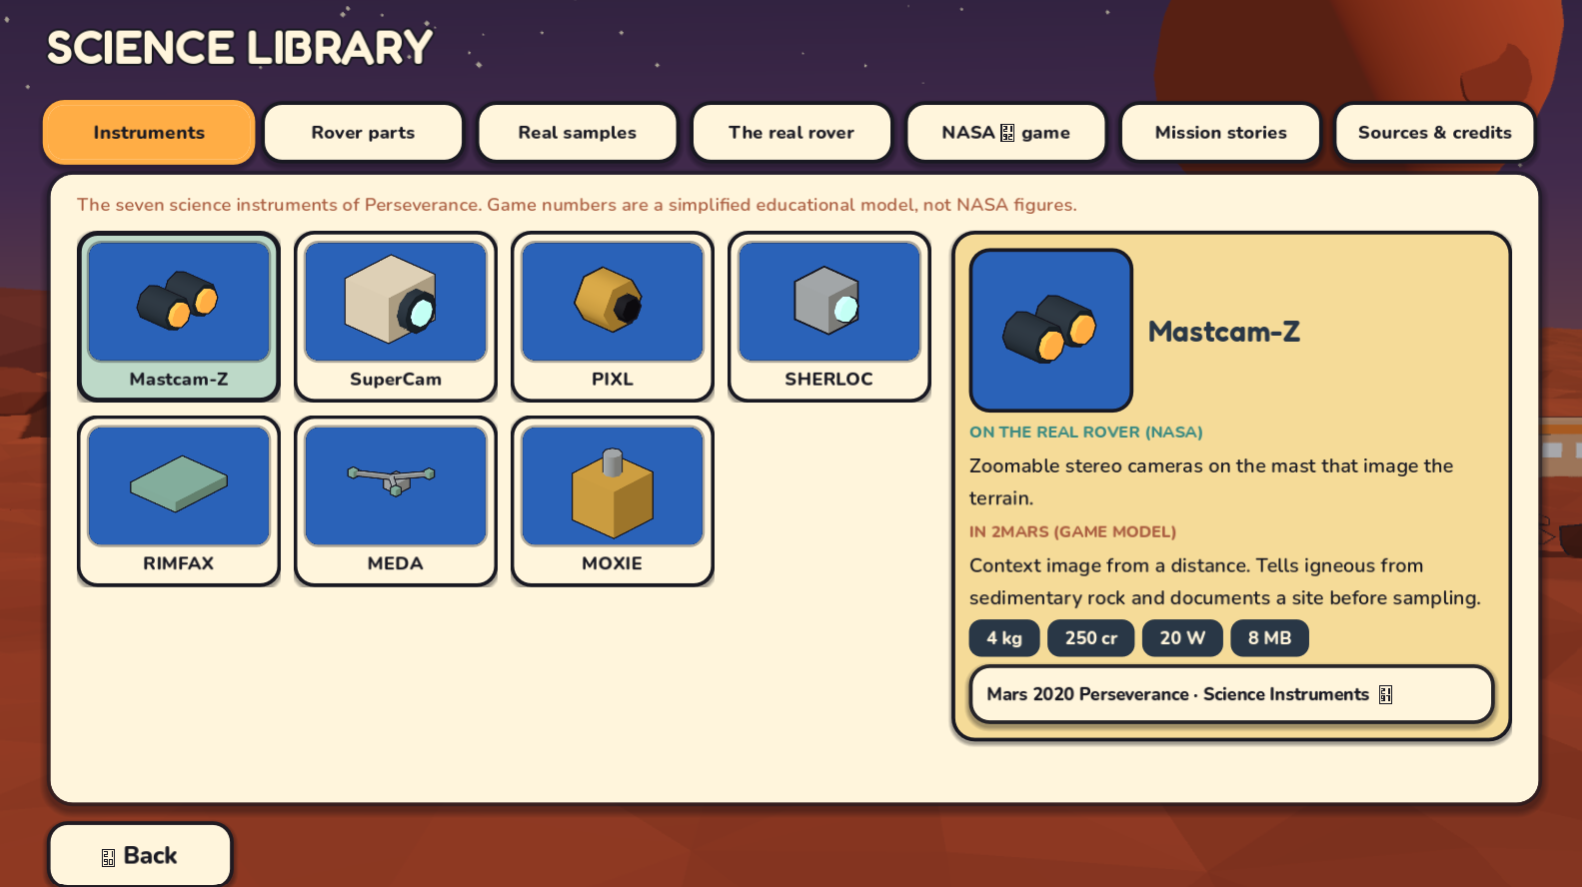 SCIENCE LIBRARY
Instruments
Rover parts
Real samples
The real rover
NASA game
Mission stories
Sources & credits
The seven science instruments of Perseverance. Game numbers are a simplified educational model, not NASA figures.
Mastcam-Z
SuperCam
PIXL
SHERLOC
RIMFAX
MEDA
MOXIE
Mastcam-Z
ON THE REAL ROVER (NASA)
Zoomable stereo cameras on the mast that image the
terrain.
IN 2MARS (GAME MODEL)
Context image from a distance. Tells igneous from
sedimentary rock and documents a site before sampling.
4 kg
250 cr
20 W
8 MB
Mars 2020 Perseverance · Science Instruments
Back